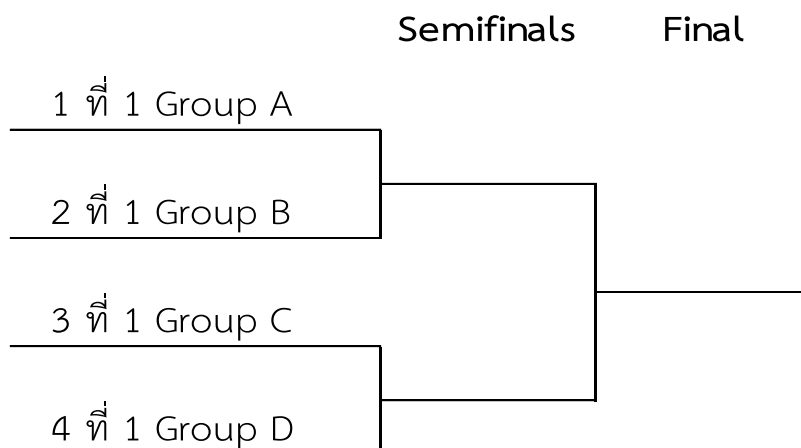 Semifinals Final
1 ที่ 1 Group A
2 ที่ 1 Group B
3 ที่ 1 Group C
4 ที่ 1 Group D